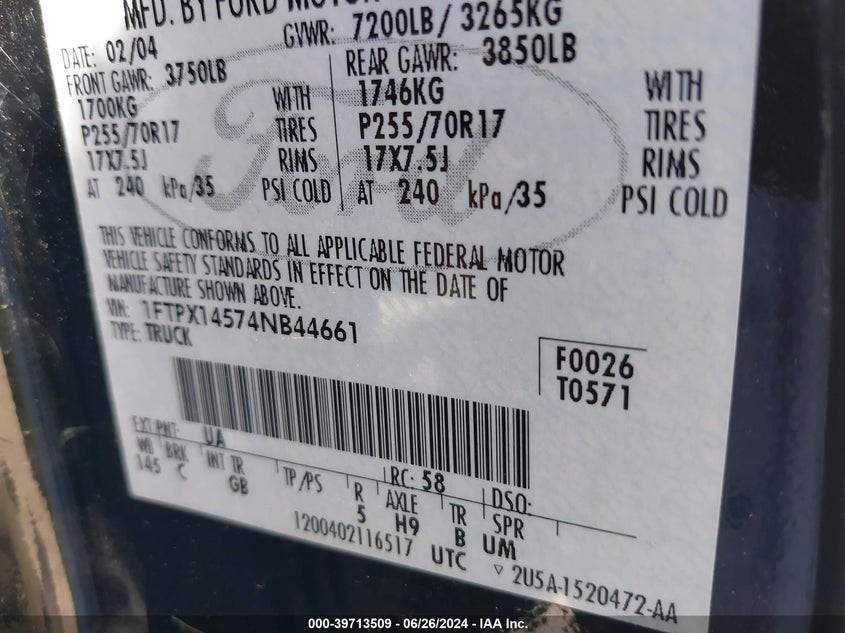 MFD. BY FORD MOTOR
DATE: 02/04 GVWR: 7200LB / 3265KG
FRONT GAWR: 3750LB REAR GAWR: 3850LB
1700KG WITH 1746KG WITH
P255/70R17 TIRES P255/70R17 TIRES
17X7.5J RIMS 17X7.5J RIMS
AT 240 kPa/35 PSI COLD AT 240 kPa/35 PSI COLD
Ford
THIS VEHICLE CONFORMS TO ALL APPLICABLE FEDERAL MOTOR
VEHICLE SAFETY STANDARDS IN EFFECT ON THE DATE OF
MANUFACTURE SHOWN ABOVE.
VIN: 1FTPX14574NB44661
TYPE: TRUCK
F0026
T0571
EXT PNT: UA RC: 58 DSO:
WB BRK INT TR TP/PS R AXLE TR SPR
145 C GB 5 H9 B UM
1200402116517 UTC ▽ 2U5A-1520472-AA
000-39713509 | 06/26/2024 | IAA Inc.